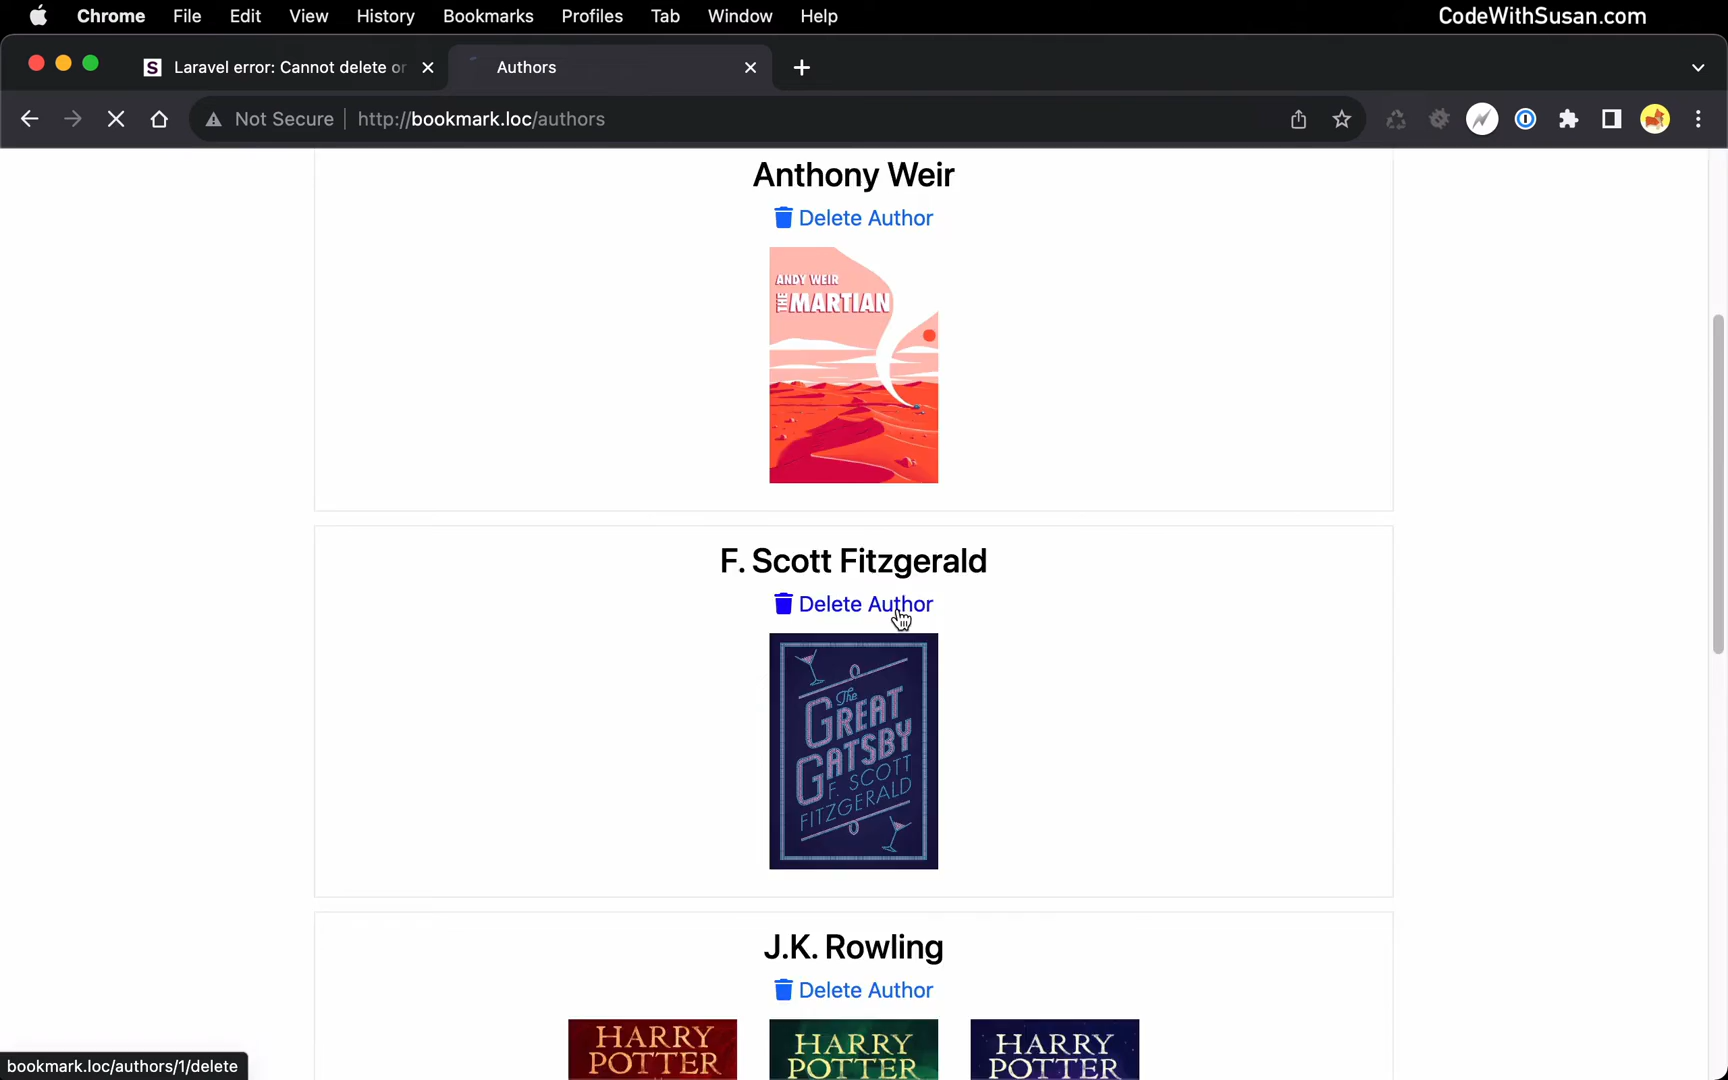 Chrome File Edit View History Bookmarks Profiles Tab Window Help CodeWithSusan.com
S Laravel error: Cannot delete or Authors
Not Secure http://bookmark.loc/authors
Anthony Weir
Delete Author
ANDY WEIR
THE MARTIAN
F. Scott Fitzgerald
Delete Author
The
GREAT
GATSBY
F. SCOTT
FITZGERALD
J.K. Rowling
Delete Author
HARRY HARRY HARRY
POTTER POTTER POTTER
bookmark.loc/authors/1/delete